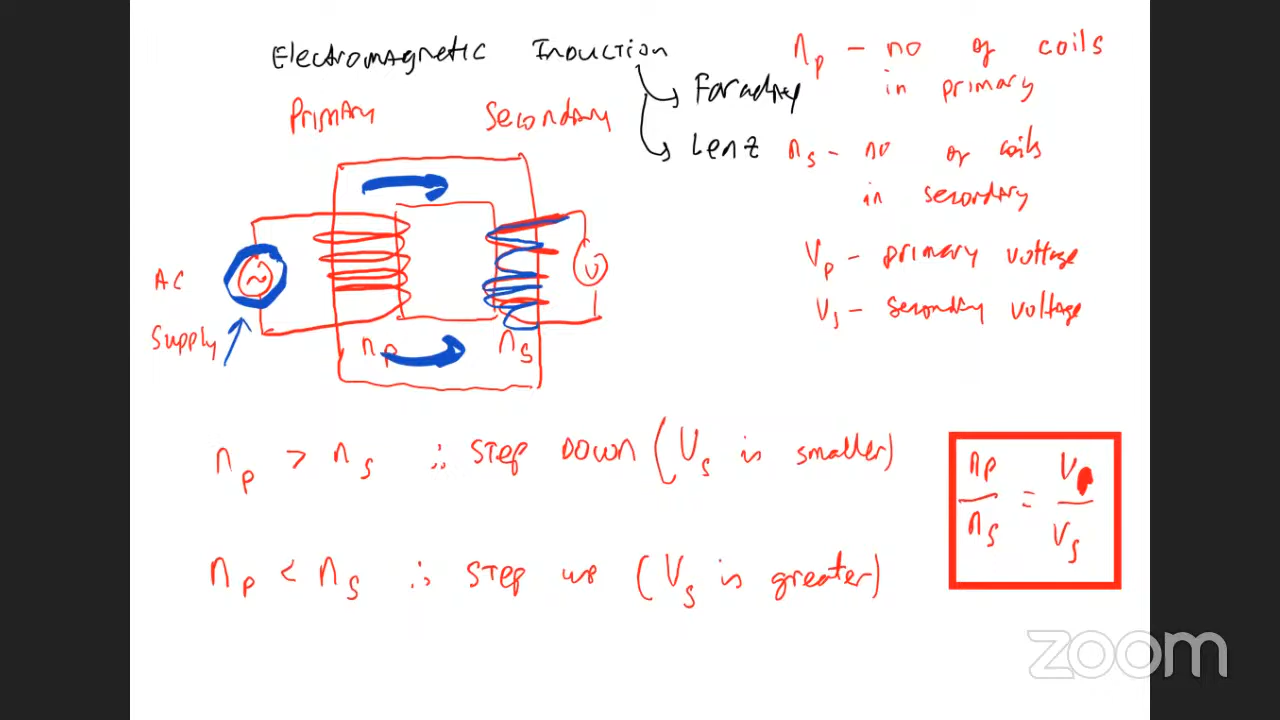 Electromagnetic Induction
Faraday
Lenz
Primary
Secondary
np - no of coils
in primary
ns - no of coils
in secondary
Vp - primary voltage
Vs - secondary voltage
AC
Supply
~
V
np
ns
np > ns ∴ STEP DOWN (Vs is smaller)
np < ns ∴ STEP up (Vs is greater)
np/ns = Vp/Vs
zoom